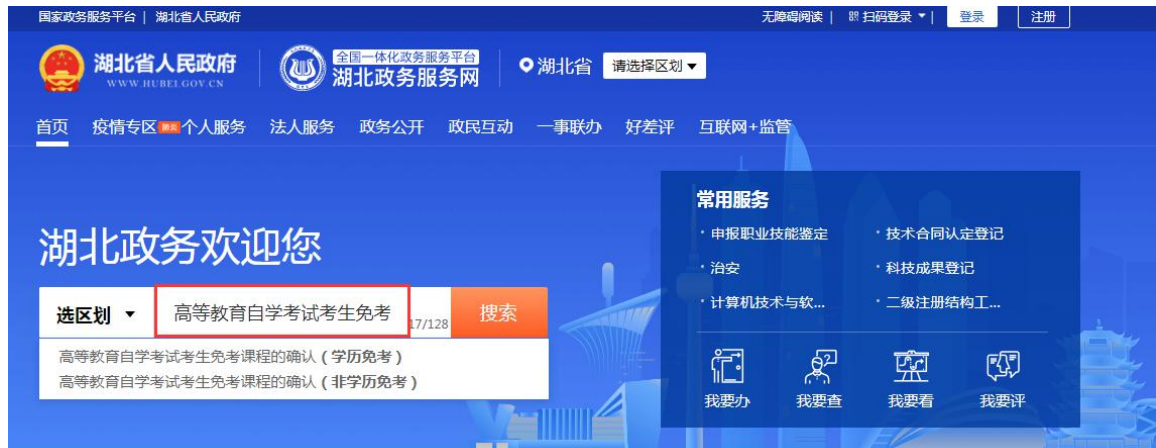 国家政务服务平台 | 湖北省人民政府 无障碍阅读 | 扫码登录 ▼ | 登录 注册
湖北省人民政府
WWW.HUBEI.GOV.CN
全国一体化政务服务平台
湖北政务服务网
湖北省 请选择区划 ▼
首页 疫情专区 个人服务 法人服务 政务公开 政民互动 一事联办 好差评 互联网+监管
湖北政务欢迎您
选区划 ▼ 高等教育自学考试考生免考 17/128 搜索
高等教育自学考试考生免考课程的确认 ( 学历免考 )
高等教育自学考试考生免考课程的确认 ( 非学历免考 )
常用服务
· 申报职业技能鉴定 · 技术合同认定登记
· 治安 · 科技成果登记
· 计算机技术与软... · 二级注册结构工...
我要办 我要查 我要看 我要评